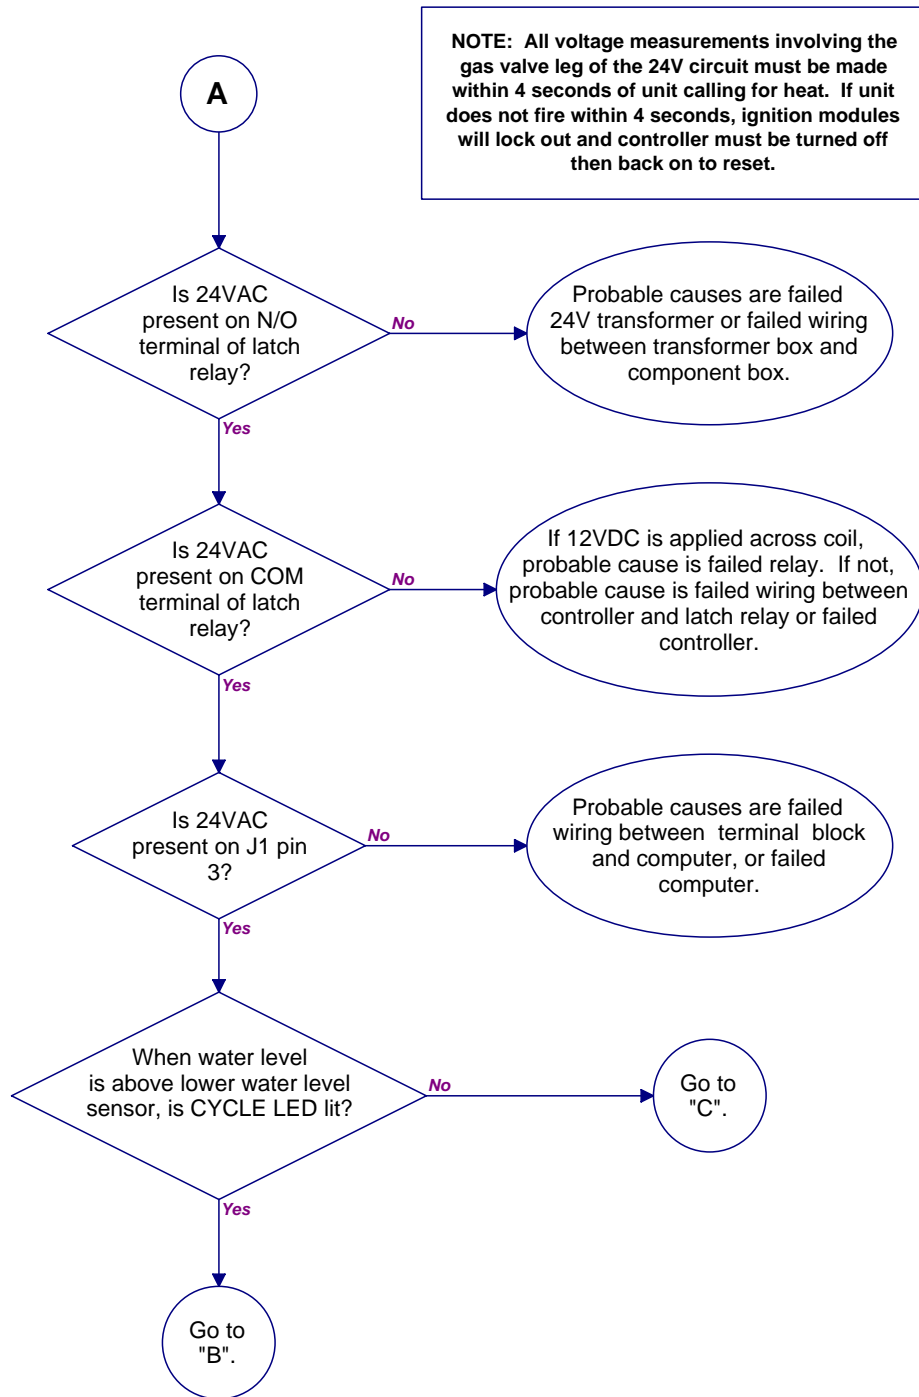 A
NOTE: All voltage measurements involving the
gas valve leg of the 24V circuit must be made
within 4 seconds of unit calling for heat. If unit
does not fire within 4 seconds, ignition modules
will lock out and controller must be turned off
then back on to reset.
Is 24VAC
present on N/O
terminal of latch
relay?
No
Probable causes are failed
24V transformer or failed wiring
between transformer box and
component box.
Yes
Is 24VAC
present on COM
terminal of latch
relay?
No
If 12VDC is applied across coil,
probable cause is failed relay. If not,
probable cause is failed wiring between
controller and latch relay or failed
controller.
Yes
Is 24VAC
present on J1 pin
3?
No
Probable causes are failed
wiring between terminal block
and computer, or failed
computer.
Yes
When water level
is above lower water level
sensor, is CYCLE LED lit?
No
Go to
"C".
Yes
Go to
"B".